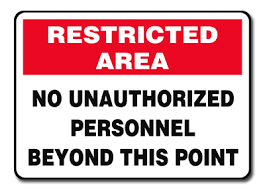 RESTRICTED
AREA
NO UNAUTHORIZED
PERSONNEL
BEYOND THIS POINT